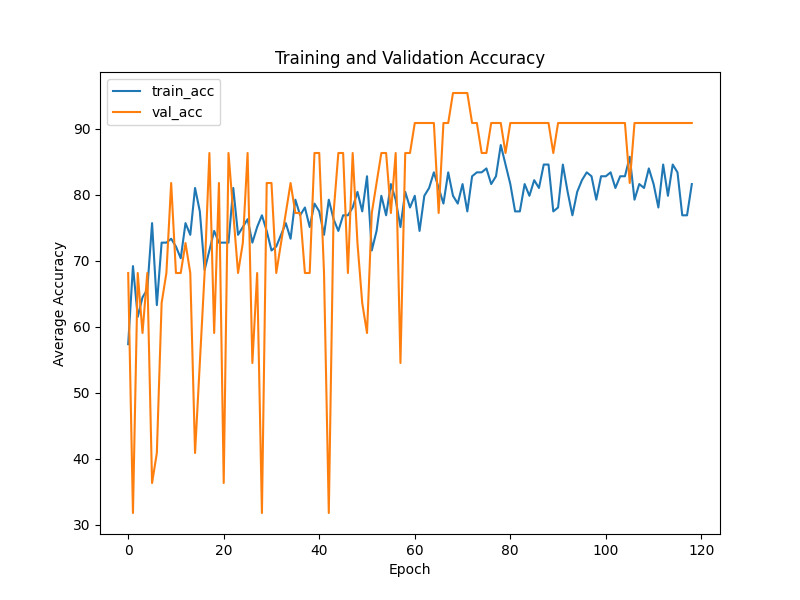 Training and Validation Accuracy
train_acc
val_acc
Average Accuracy
90
80
70
60
50
40
30
0 20 40 60 80 100 120
Epoch